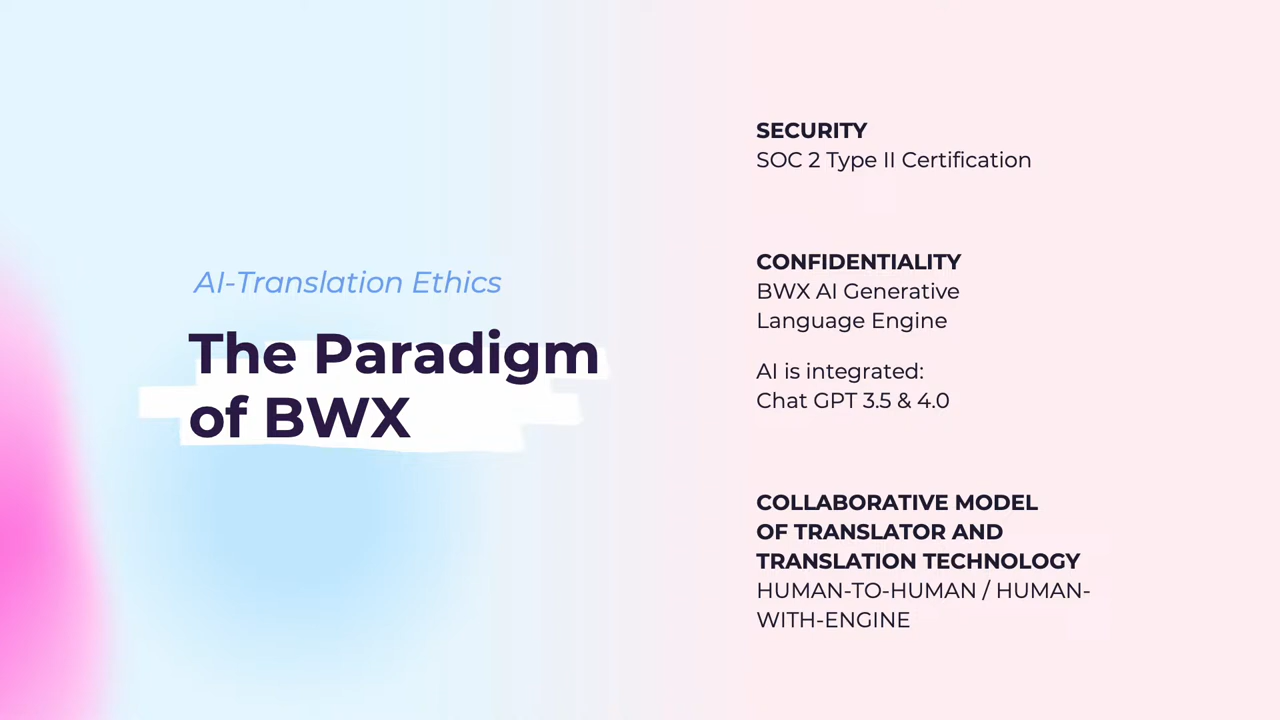 AI-Translation Ethics
The Paradigm
of BWX
SECURITY
SOC 2 Type II Certification
CONFIDENTIALITY
BWX AI Generative
Language Engine
AI is integrated:
Chat GPT 3.5 & 4.0
COLLABORATIVE MODEL
OF TRANSLATOR AND
TRANSLATION TECHNOLOGY
HUMAN-TO-HUMAN / HUMAN-
WITH-ENGINE